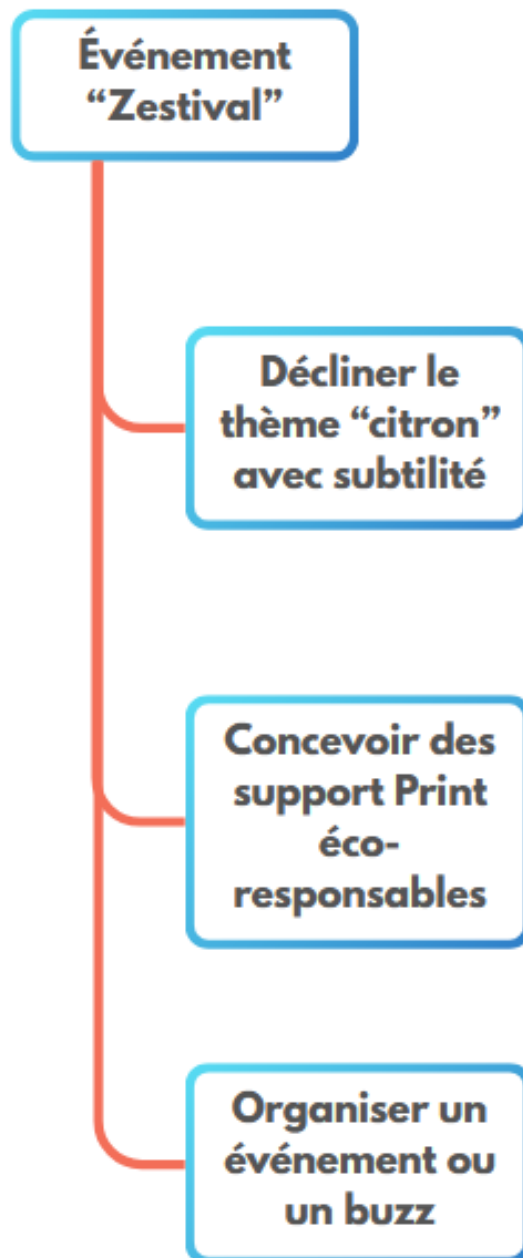 Événement
“Zestival”
Décliner le
thème “citron”
avec subtilité
Concevoir des
support Print
éco-
responsables
Organiser un
événement ou
un buzz